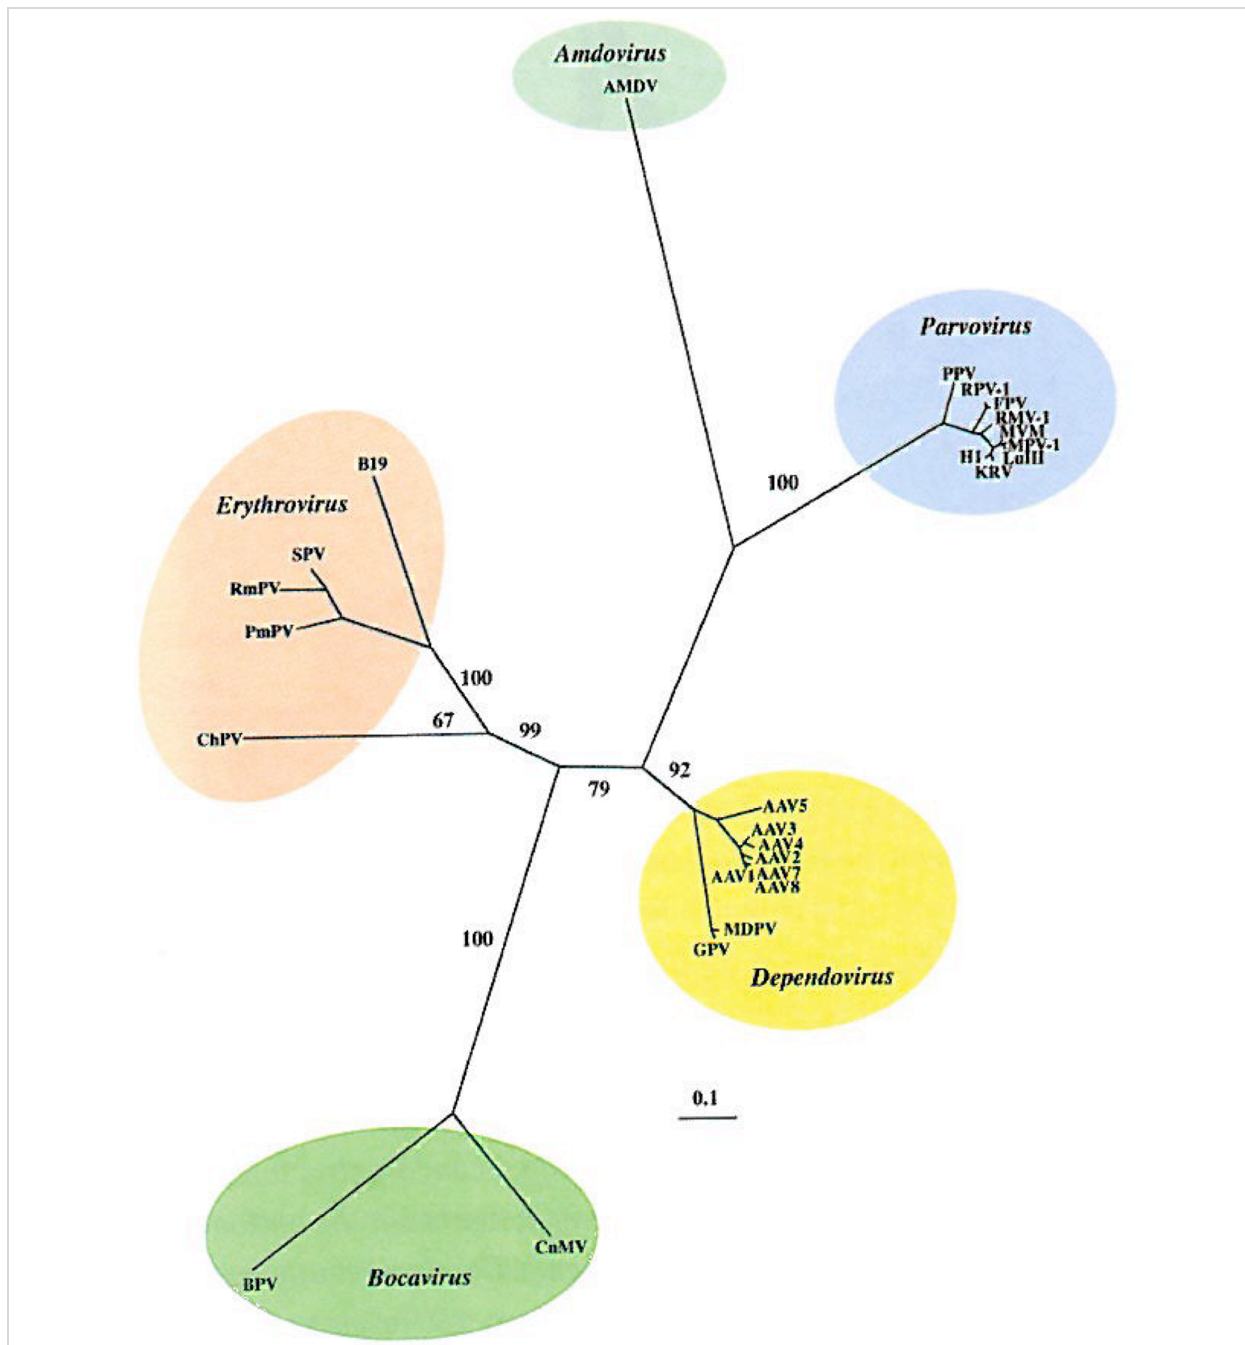 Amdovirus
AMDV
Parvovirus
PPV
RPV-1
FPV
RMV-1
MVM
MPV-1
H1
LuIII
KRV
100
B19
Erythrovirus
SPV
RmPV
PmPV
100
67
99
ChPV
79
92
AAV5
AAV3
AAV4
AAV2
AAV1
AAV7
AAV8
MDPV
GPV
Dependovirus
100
0.1
CnMV
BPV
Bocavirus